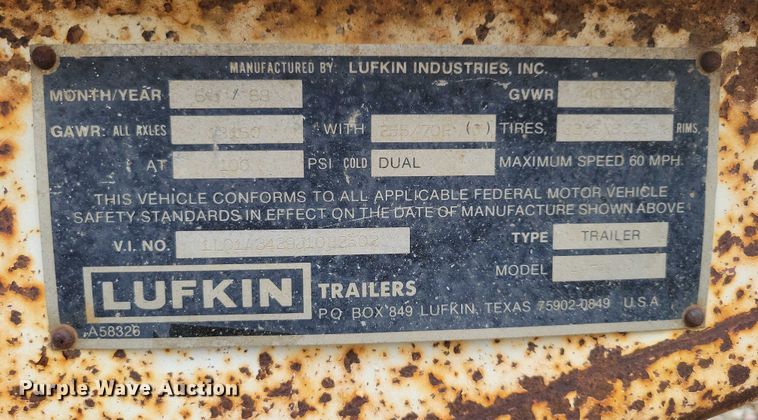 MANUFACTURED BY: LUFKIN INDUSTRIES, INC.
MONTH/YEAR GVWR
GAWR: ALL AXLES WITH TIRES, RIMS,
AT PSI COLD DUAL MAXIMUM SPEED 60 MPH.
THIS VEHICLE CONFORMS TO ALL APPLICABLE FEDERAL MOTOR VEHICLE
SAFETY STANDARDS IN EFFECT ON THE DATE OF MANUFACTURE SHOWN ABOVE
V.I. NO. TYPE TRAILER
MODEL
LUFKIN TRAILERS
P.O. BOX 849 LUFKIN, TEXAS 75902-0849 U.S.A.
A58326
Purple Wave Auction